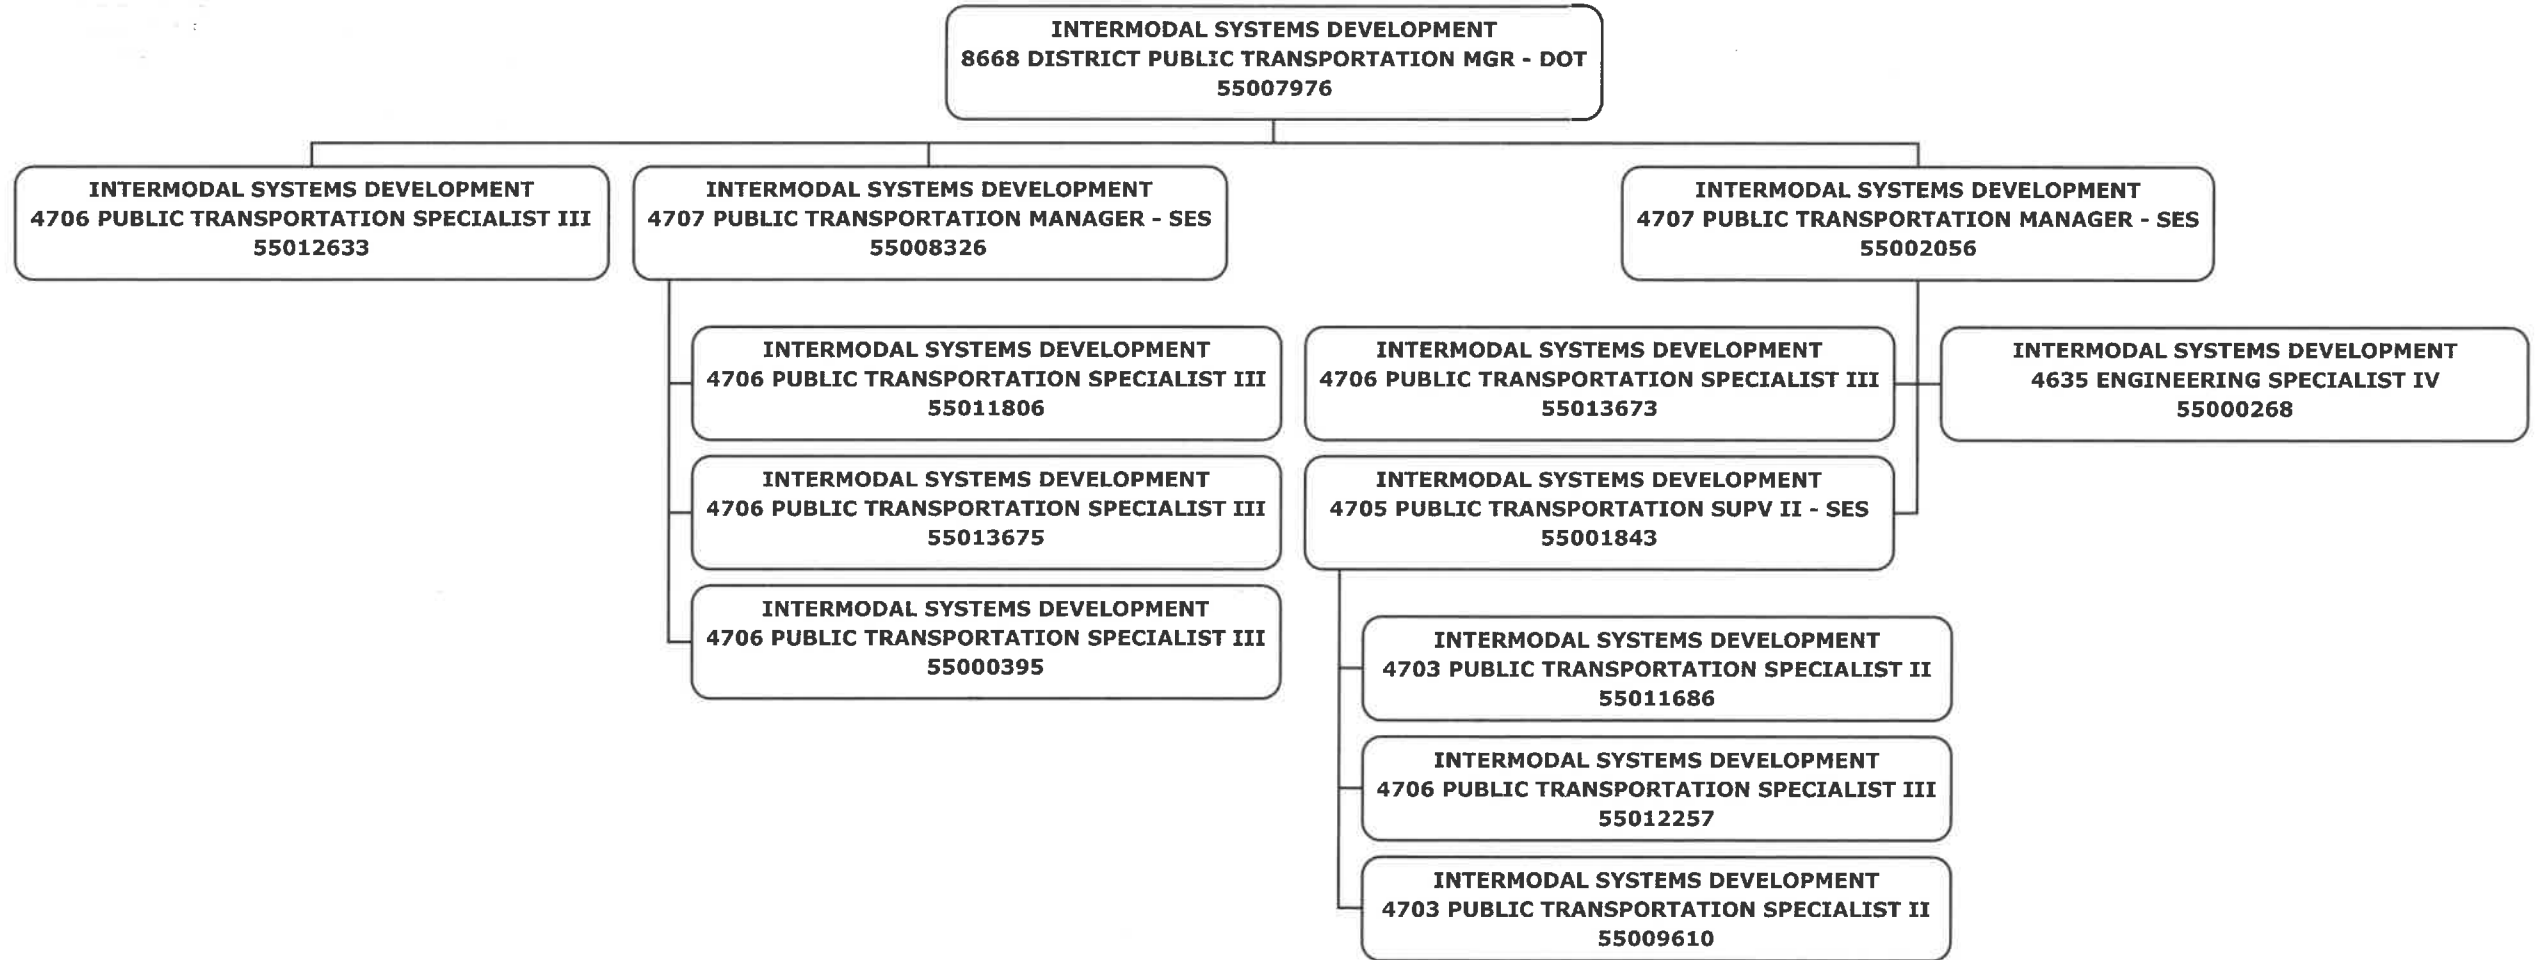 INTERMODAL SYSTEMS DEVELOPMENT
8668 DISTRICT PUBLIC TRANSPORTATION MGR - DOT
55007976
INTERMODAL SYSTEMS DEVELOPMENT
4706 PUBLIC TRANSPORTATION SPECIALIST III
55012633
INTERMODAL SYSTEMS DEVELOPMENT
4707 PUBLIC TRANSPORTATION MANAGER - SES
55008326
INTERMODAL SYSTEMS DEVELOPMENT
4707 PUBLIC TRANSPORTATION MANAGER - SES
55002056
INTERMODAL SYSTEMS DEVELOPMENT
4706 PUBLIC TRANSPORTATION SPECIALIST III
55011806
INTERMODAL SYSTEMS DEVELOPMENT
4706 PUBLIC TRANSPORTATION SPECIALIST III
55013675
INTERMODAL SYSTEMS DEVELOPMENT
4706 PUBLIC TRANSPORTATION SPECIALIST III
55000395
INTERMODAL SYSTEMS DEVELOPMENT
4706 PUBLIC TRANSPORTATION SPECIALIST III
55013673
INTERMODAL SYSTEMS DEVELOPMENT
4635 ENGINEERING SPECIALIST IV
55000268
INTERMODAL SYSTEMS DEVELOPMENT
4705 PUBLIC TRANSPORTATION SUPV II - SES
55001843
INTERMODAL SYSTEMS DEVELOPMENT
4703 PUBLIC TRANSPORTATION SPECIALIST II
55011686
INTERMODAL SYSTEMS DEVELOPMENT
4706 PUBLIC TRANSPORTATION SPECIALIST III
55012257
INTERMODAL SYSTEMS DEVELOPMENT
4703 PUBLIC TRANSPORTATION SPECIALIST II
55009610